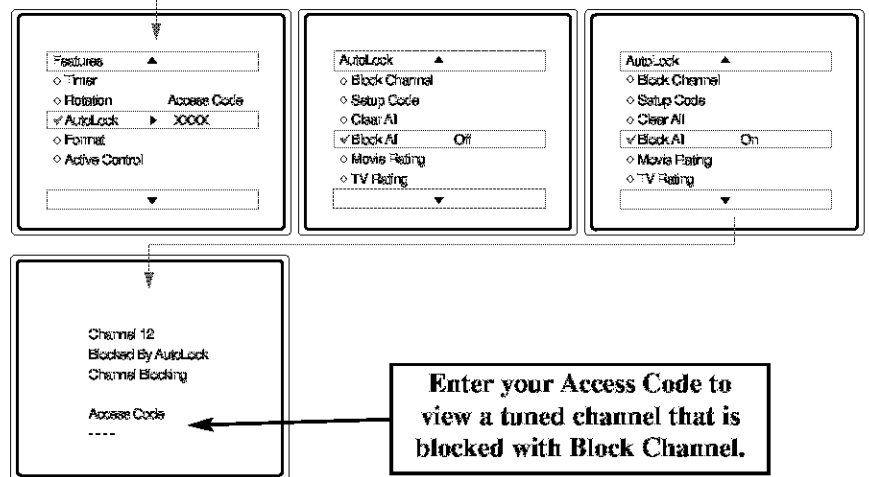 Features
Timer
Rotation Access Code
AutoLock XXXX
Format
Active Control
AutoLock
Block Channel
Setup Code
Clear All
Block All Off
Movie Rating
TV Rating
AutoLock
Block Channel
Setup Code
Clear All
Block All On
Movie Rating
TV Rating
Channel 12
Blocked By AutoLock
Channel Blocking
Access Code
----
Enter your Access Code to
view a tuned channel that is
blocked with Block Channel.